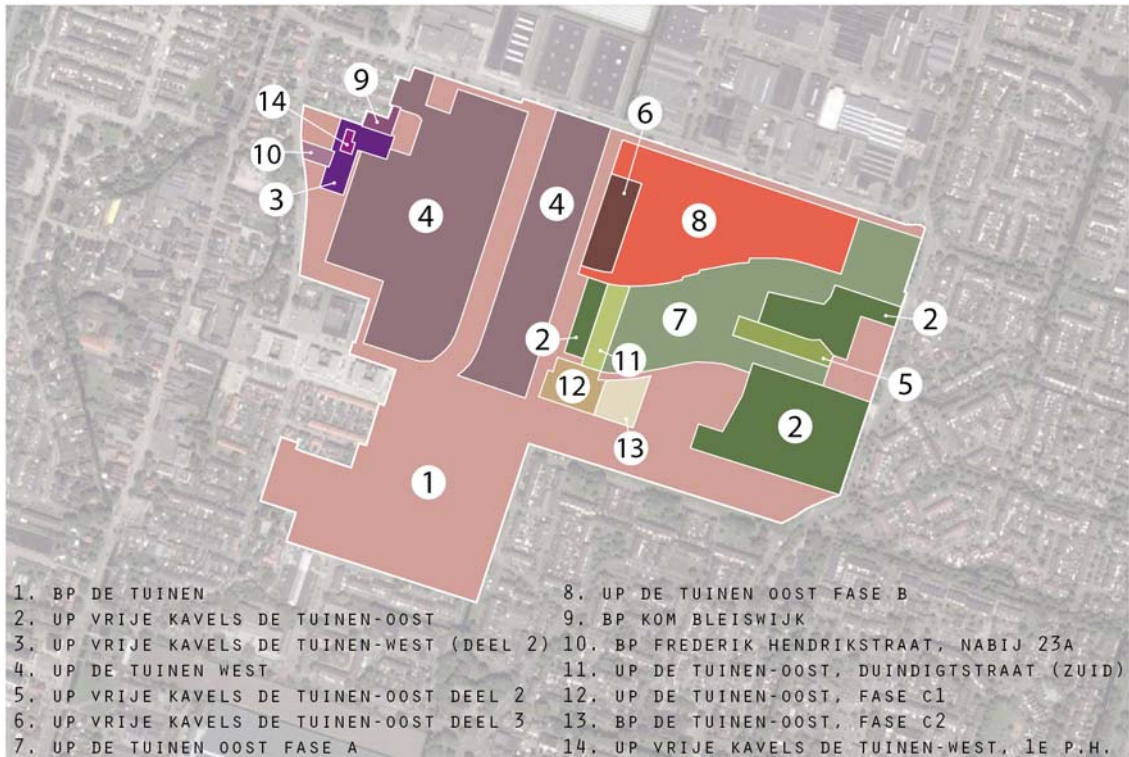 9
14
6
10
3
4
4
8
2
7
2
11
5
12
2
13
1
1. BP DE TUINEN
2. UP VRIJE KAVELS DE TUINEN-OOST
3. UP VRIJE KAVELS DE TUINEN-WEST (DEEL 2)
4. UP DE TUINEN WEST
5. UP VRIJE KAVELS DE TUINEN-OOST DEEL 2
6. UP VRIJE KAVELS DE TUINEN-OOST DEEL 3
7. UP DE TUINEN OOST FASE A
8. UP DE TUINEN OOST FASE B
9. BP KOM BLEISWIJK
10. BP FREDERIK HENDRIKSTRAAT, NABIJ 23A
11. UP DE TUINEN-OOST, DUINDIGTSTRAAT (ZUID)
12. UP DE TUINEN-OOST, FASE C1
13. BP DE TUINEN-OOST, FASE C2
14. UP VRIJE KAVELS DE TUINEN-WEST, 1E P.H.